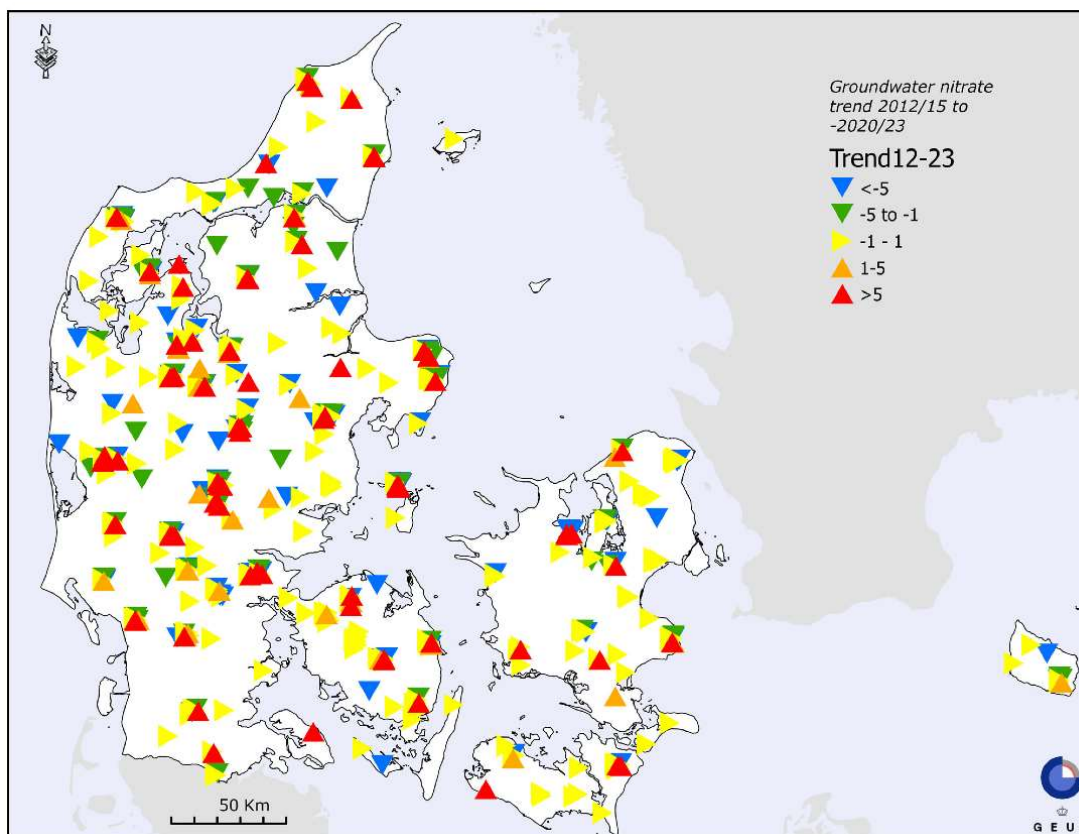 N
Groundwater nitrate
trend 2012/15 to
-2020/23
Trend12-23
<-5
-5 to -1
-1 - 1
1-5
>5
50 Km
G E U